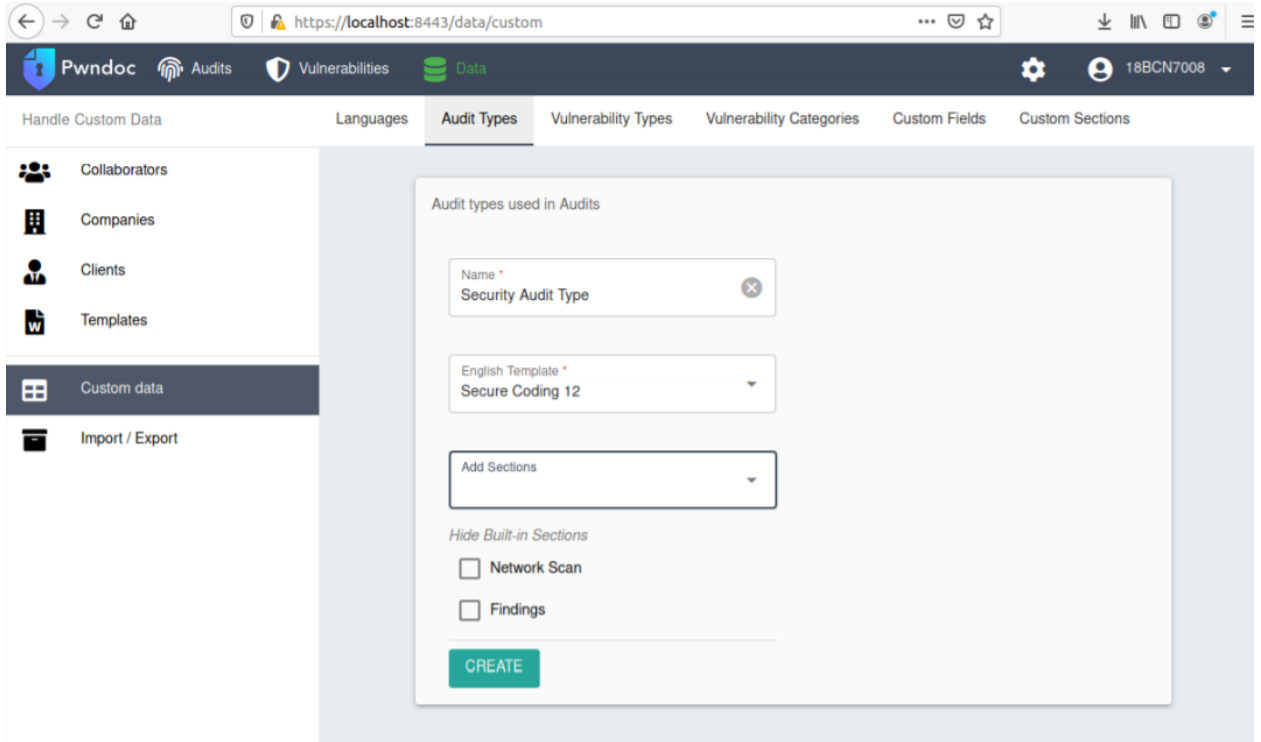 https://localhost:8443/data/custom
Pwndoc Audits Vulnerabilities Data 18BCN7008
Handle Custom Data Languages Audit Types Vulnerability Types Vulnerability Categories Custom Fields Custom Sections
Collaborators
Companies
Clients
Templates
Custom data
Import / Export
Audit types used in Audits
Name *
Security Audit Type
English Template *
Secure Coding 12
Add Sections
Hide Built-in Sections
Network Scan
Findings
CREATE